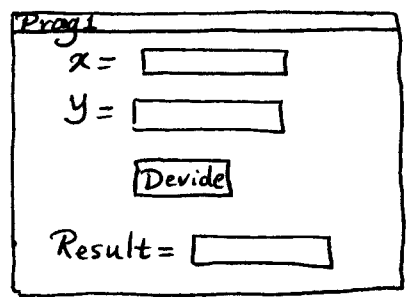 Prog1
x =
y =
Devide
Result =